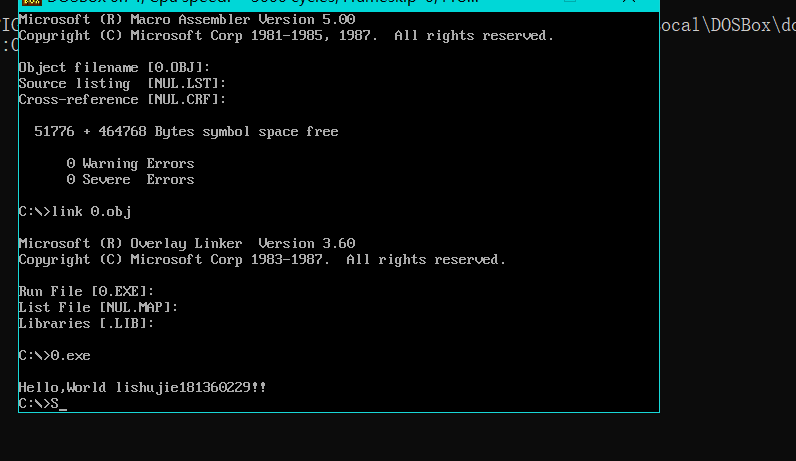 Microsoft (R) Macro Assembler Version 5.00
Copyright (C) Microsoft Corp 1981-1985, 1987.  All rights reserved.
ocal\DOSBox\do
Object filename [0.OBJ]:
Source listing  [NUL.LST]:
Cross-reference [NUL.CRF]:
51776 + 464768 Bytes symbol space free
0 Warning Errors
0 Severe  Errors
C:\>link 0.obj
Microsoft (R) Overlay Linker  Version 3.60
Copyright (C) Microsoft Corp 1983-1987.  All rights reserved.
Run File [0.EXE]:
List File [NUL.MAP]:
Libraries [.LIB]:
C:\>0.exe
Hello,World lishujie181360229!!
C:\>S_